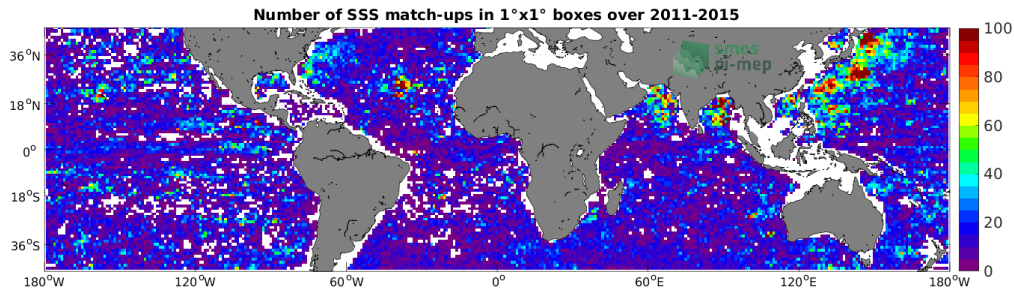 Number of SSS match-ups in 1°x1° boxes over 2011-2015
smos
pi-mep
36°N
18°N
0°
18°S
36°S
180°W
120°W
60°W
0°
60°E
120°E
180°W
100
80
60
40
20
0